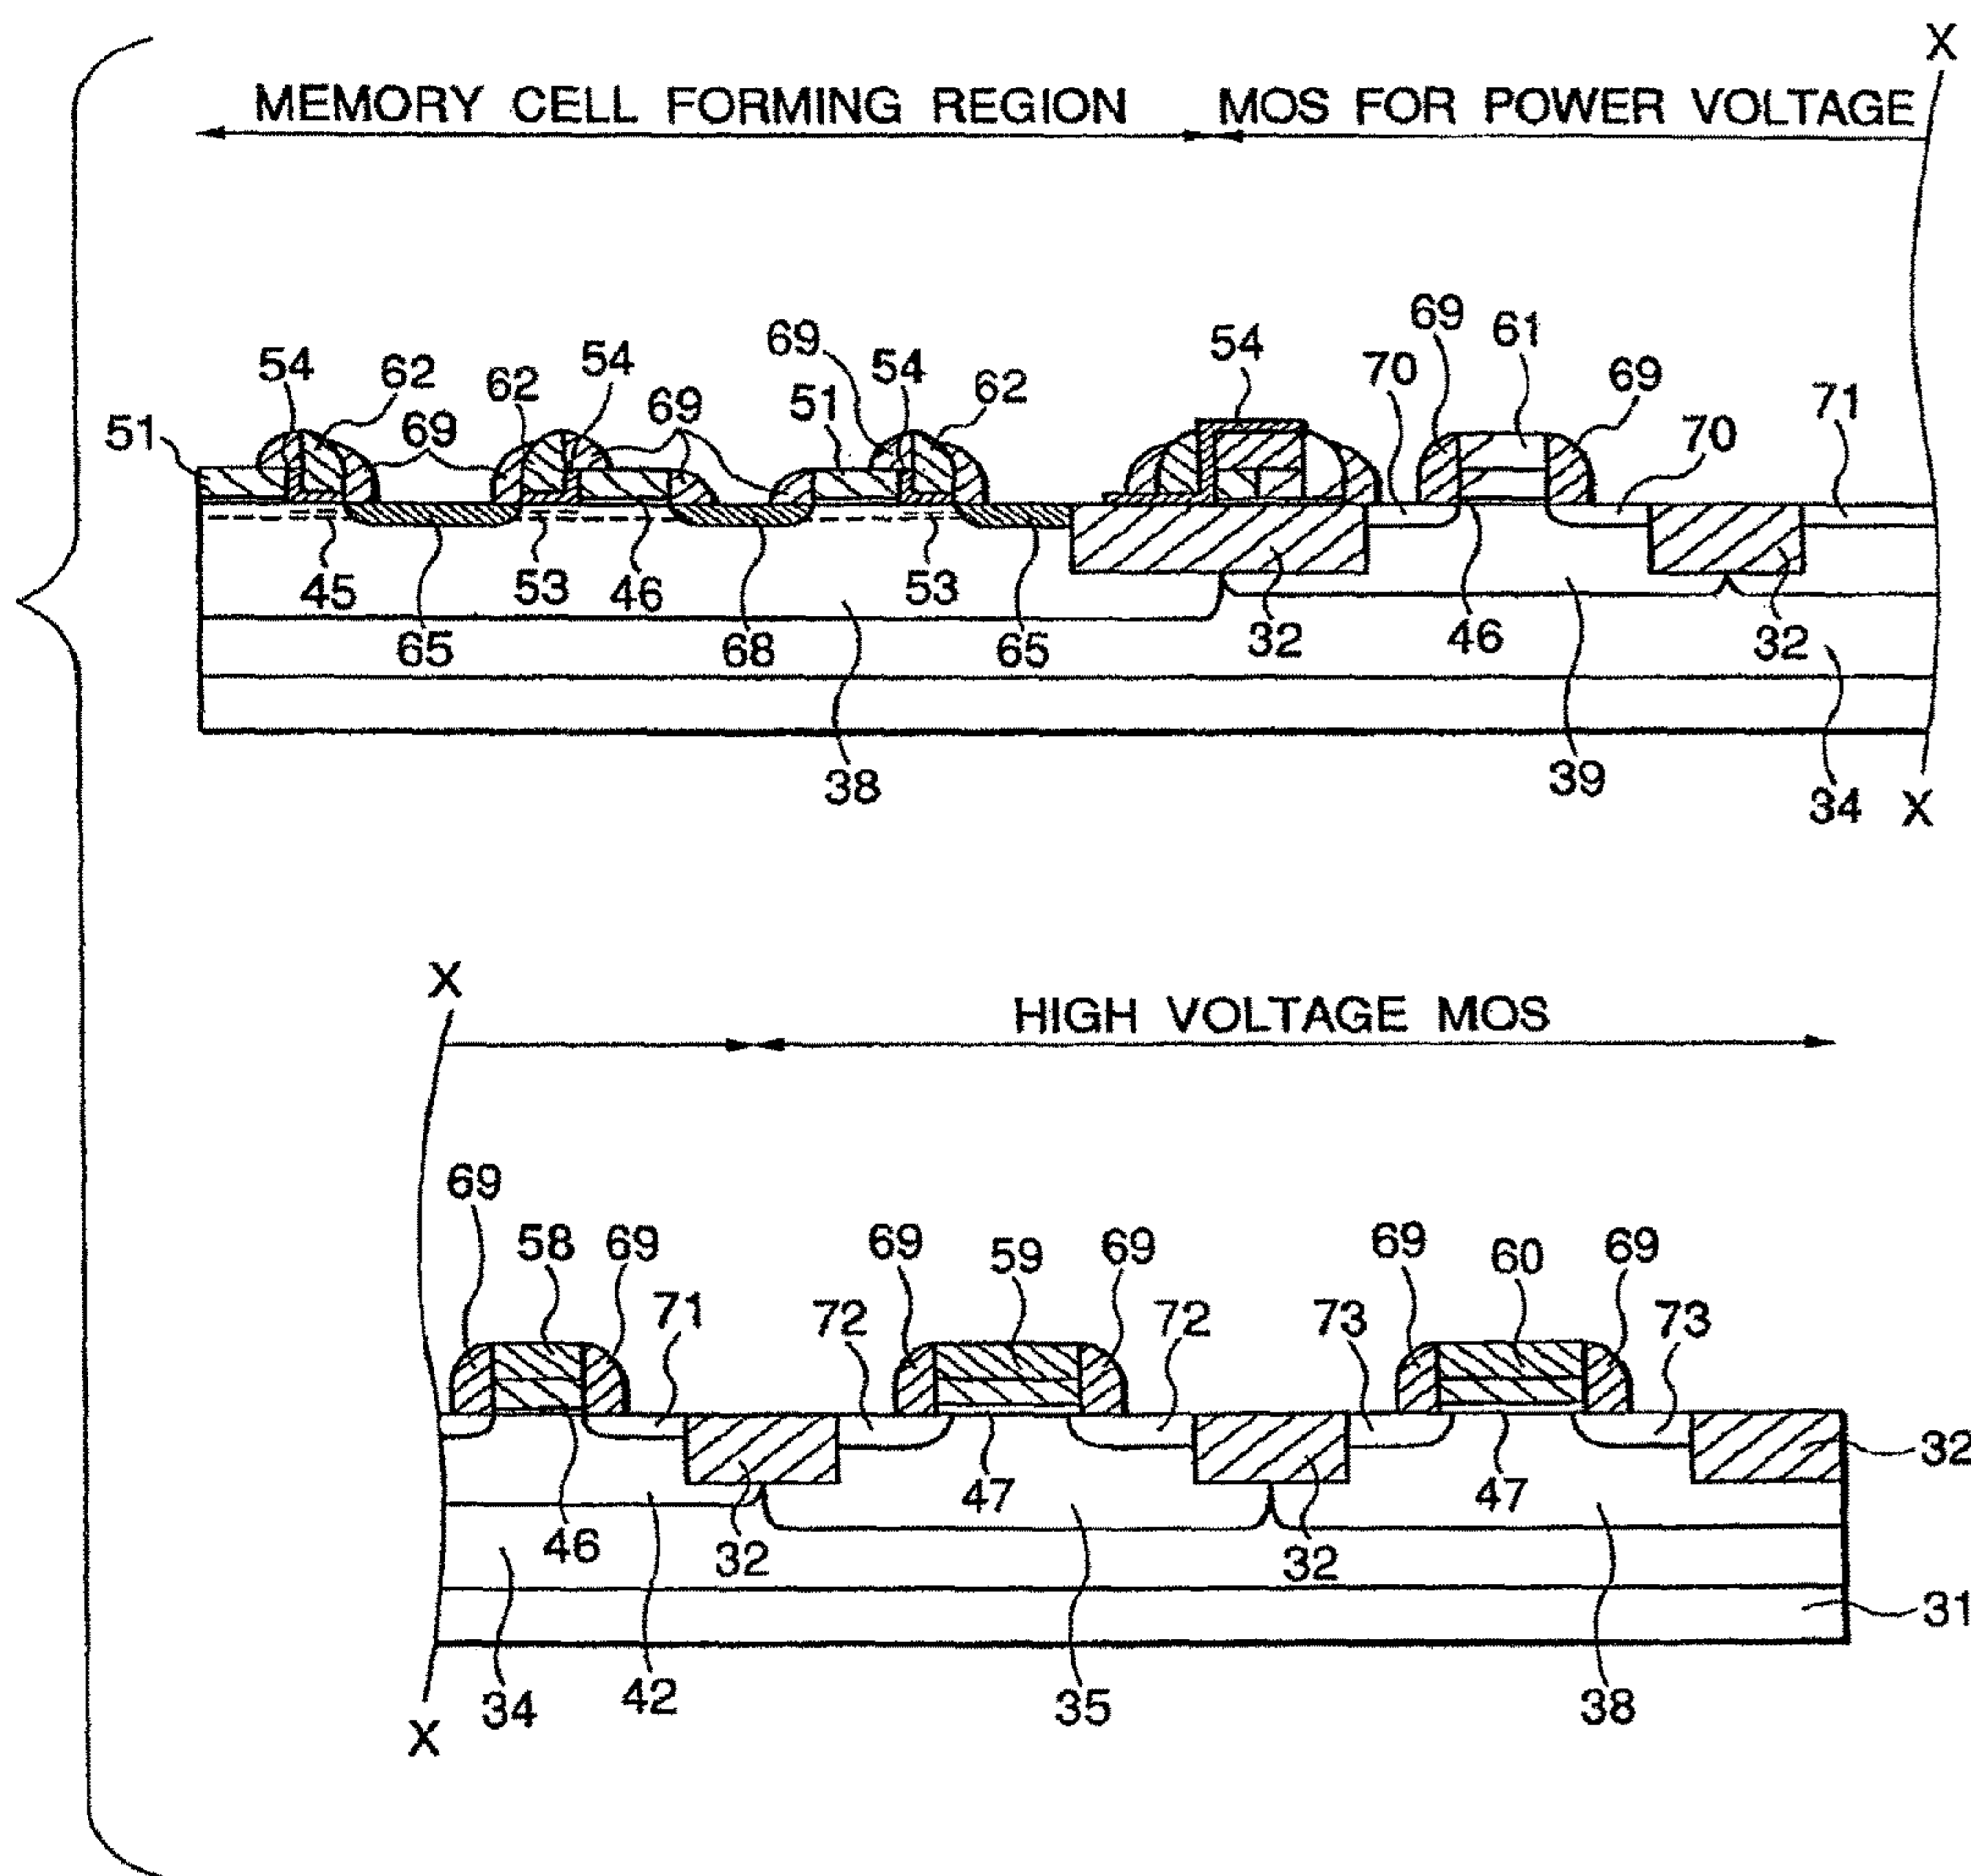 X
MEMORY CELL FORMING REGION MOS FOR POWER VOLTAGE
69 61
54
69 54 70 69
54 62 62 54 69 51 62 71
51 69 70
45 53 46 53
65 68 65 32 46 32
38 39 34 X
X
HIGH VOLTAGE MOS
69
58 69 69 59 69 69 60 69
71 72 72 73 73
32
47 47
46 32 32
31
34 42 35 38
X